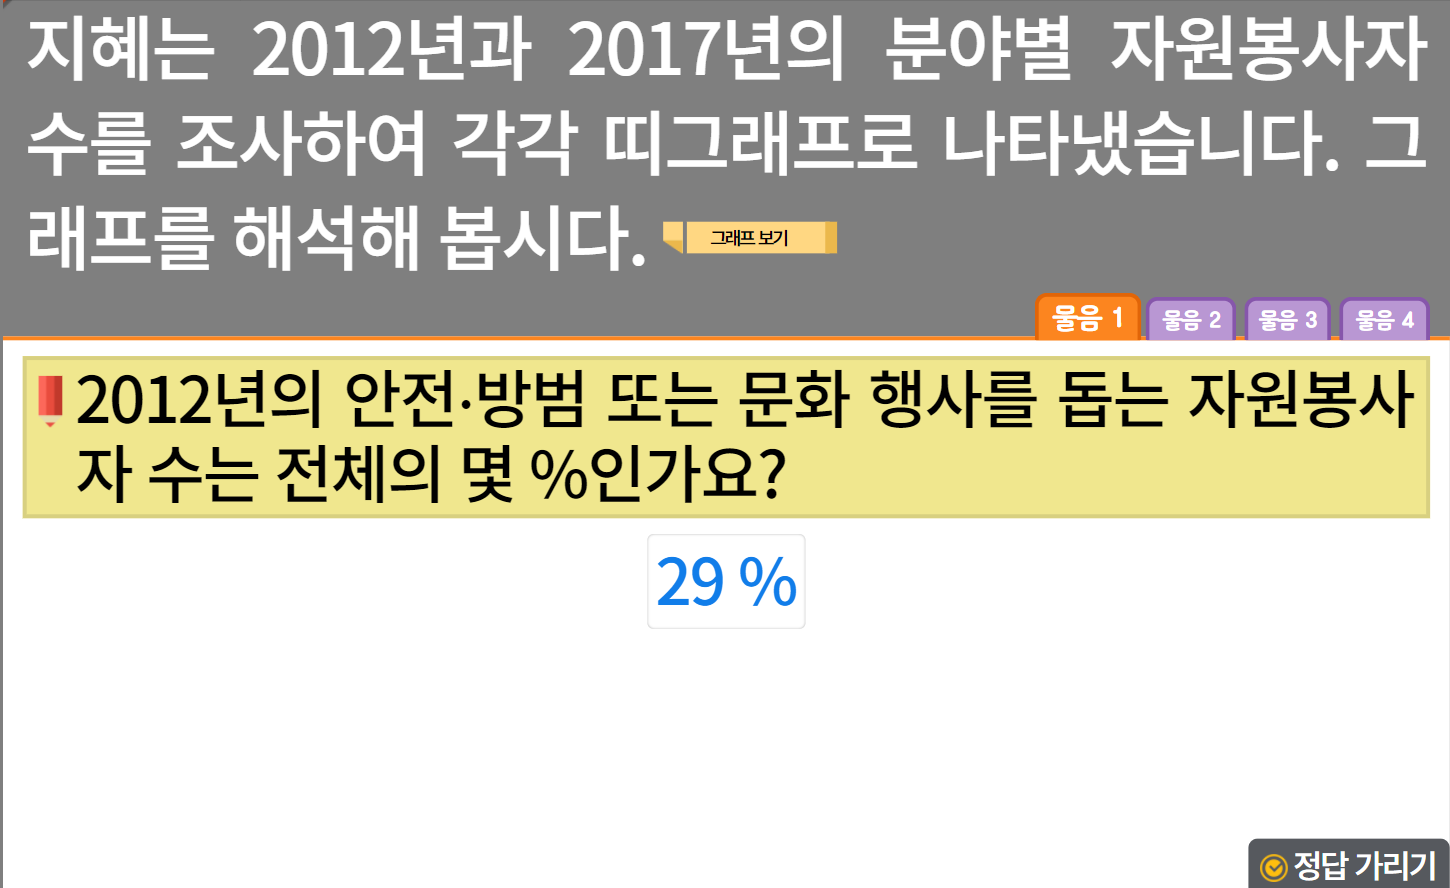 지혜는 2012년과 2017년의 분야별 자원봉사자
수를 조사하여 각각 띠그래프로 나타냈습니다. 그
래프를 해석해 봅시다. 그래프 보기
물음 1 물음 2 물음 3 물음 4
2012년의 안전·방범 또는 문화 행사를 돕는 자원봉사
자 수는 전체의 몇 %인가요?
29 %
정답 가리기